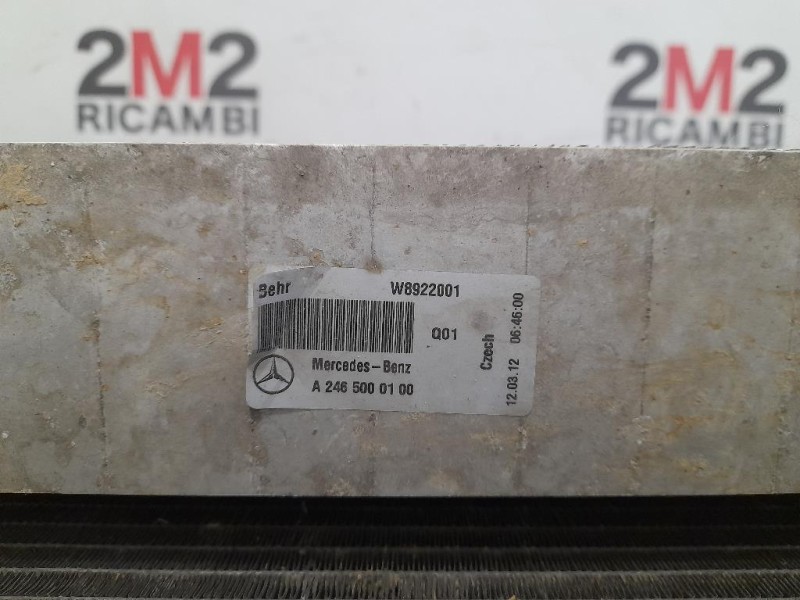 2M2
RICAMBI
2M2
RICAMBI
Behr W8922001
Q01
Mercedes-Benz
A 246 500 01 00
Czech
12.03.12 06:46:00